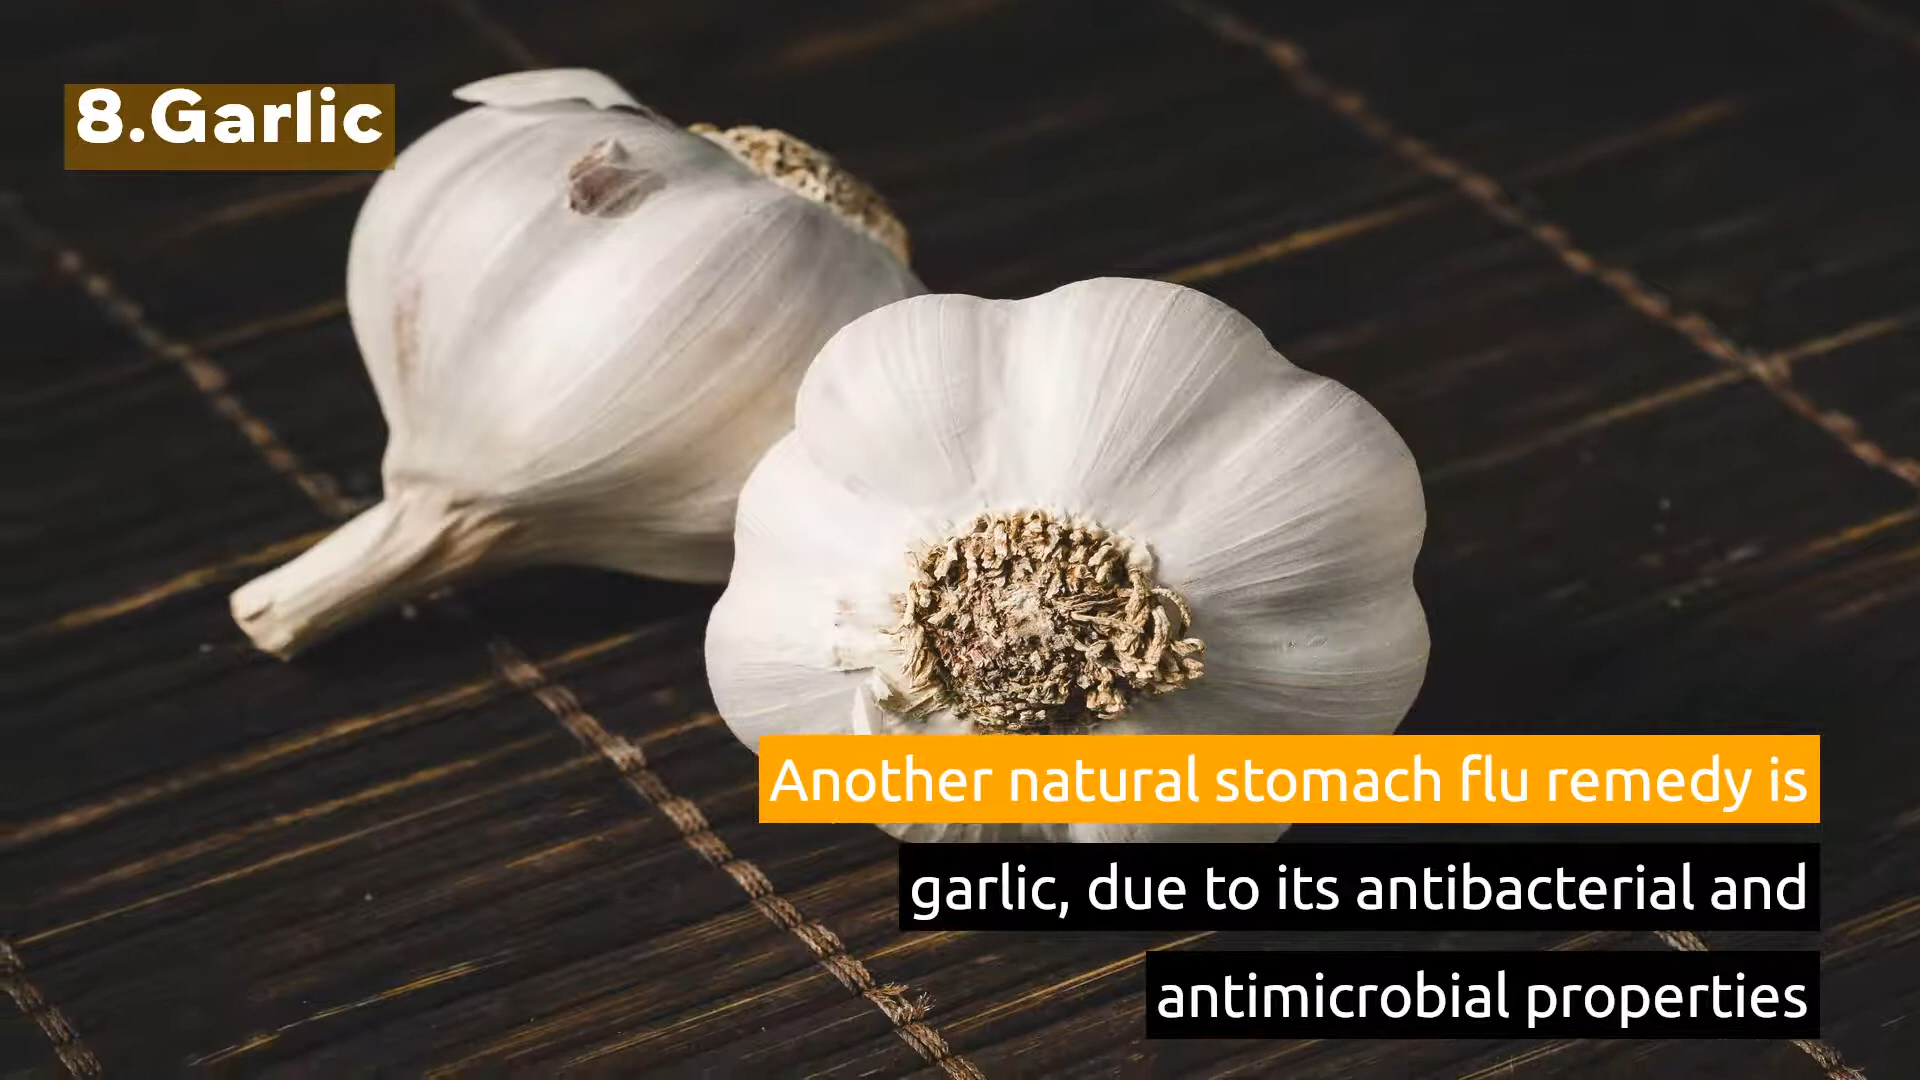 8.Garlic
Another natural stomach flu remedy is
garlic, due to its antibacterial and
antimicrobial properties